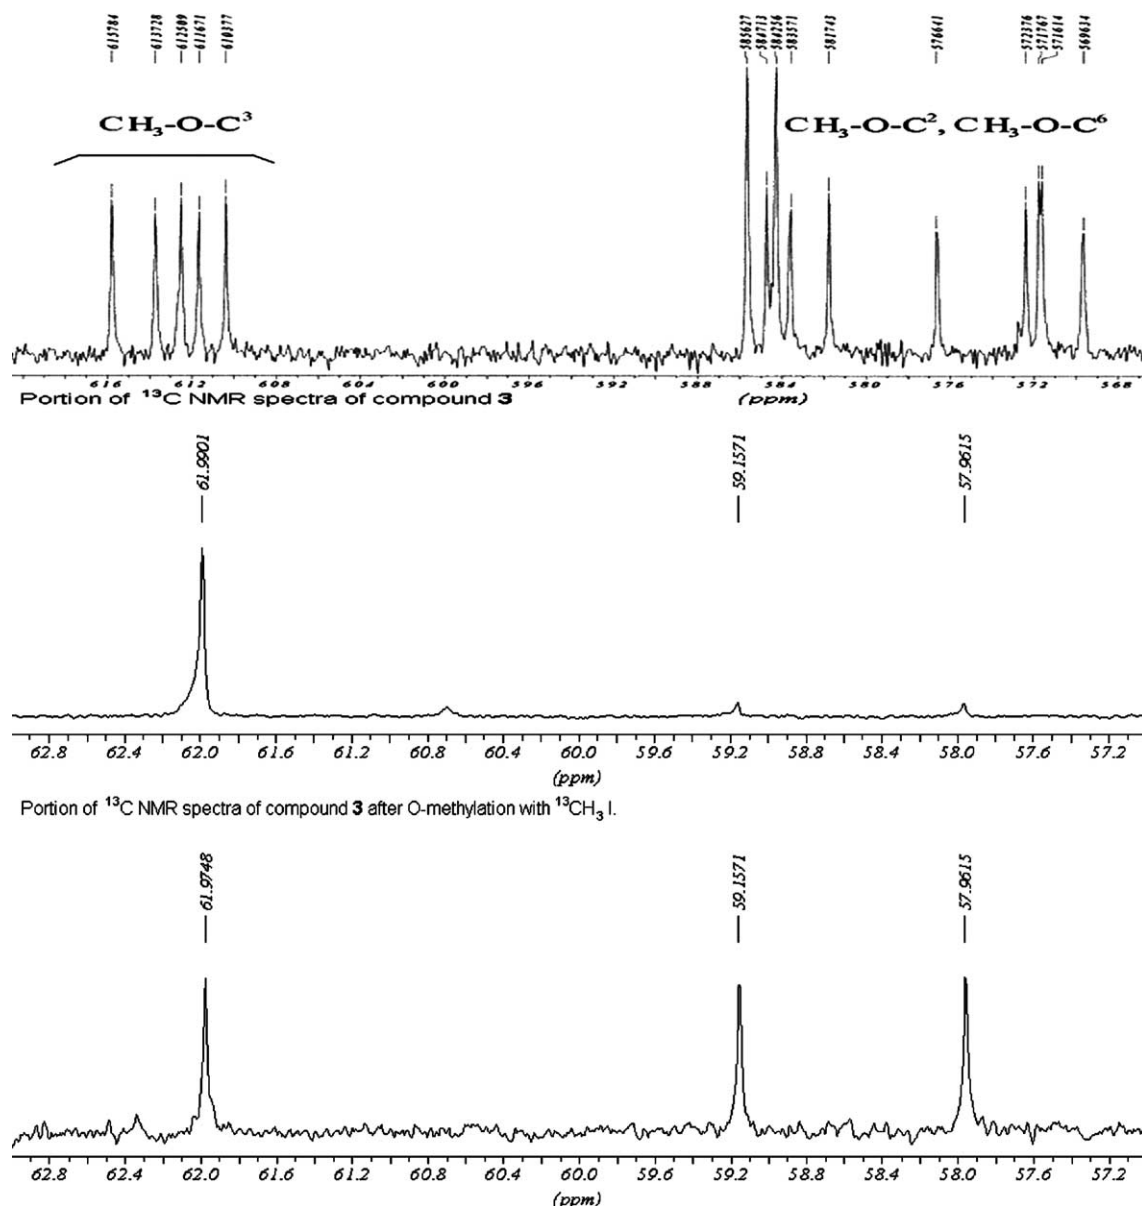 615784 613728 612509 611671 610377 585627 584713 584256 583571 581743 576641 572376 571767 571614 569634
CH₃-O-C³ CH₃-O-C², CH₃-O-C⁶
616 611 608 604 600 396 392 588 584 580 576 571 568
Portion of ¹³C NMR spectra of compound 3 (ppm)
61.9901 59.1571 57.9615
62.8 62.4 62.0 61.6 61.2 60.8 60.4 60.0 59.6 59.2 58.8 58.4 58.0 57.6 57.2
(ppm)
Portion of ¹³C NMR spectra of compound 3 after O-methylation with ¹³CH₃ I.
61.9748 59.1571 57.9615
62.8 62.4 62.0 61.6 61.2 60.8 60.4 60.0 59.6 59.2 58.8 58.4 58.0 57.6 57.2
(ppm)